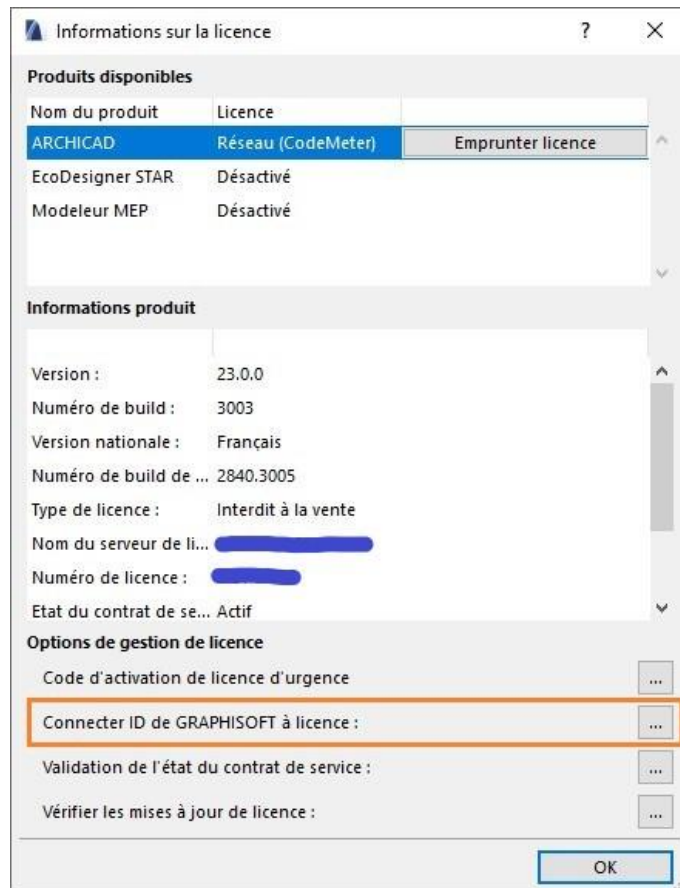 Informations sur la licence ?
Produits disponibles
Nom du produit Licence
ARCHICAD Réseau (CodeMeter) Emprunter licence
EcoDesigner STAR Désactivé
Modeleur MEP Désactivé
Informations produit
Version : 23.0.0
Numéro de build : 3003
Version nationale : Français
Numéro de build de ... 2840.3005
Type de licence : Interdit à la vente
Nom du serveur de li...
Numéro de licence :
Etat du contrat de se... Actif
Options de gestion de licence
Code d'activation de licence d'urgence ...
Connecter ID de GRAPHISOFT à licence : ...
Validation de l'état du contrat de service : ...
Vérifier les mises à jour de licence : ...
OK